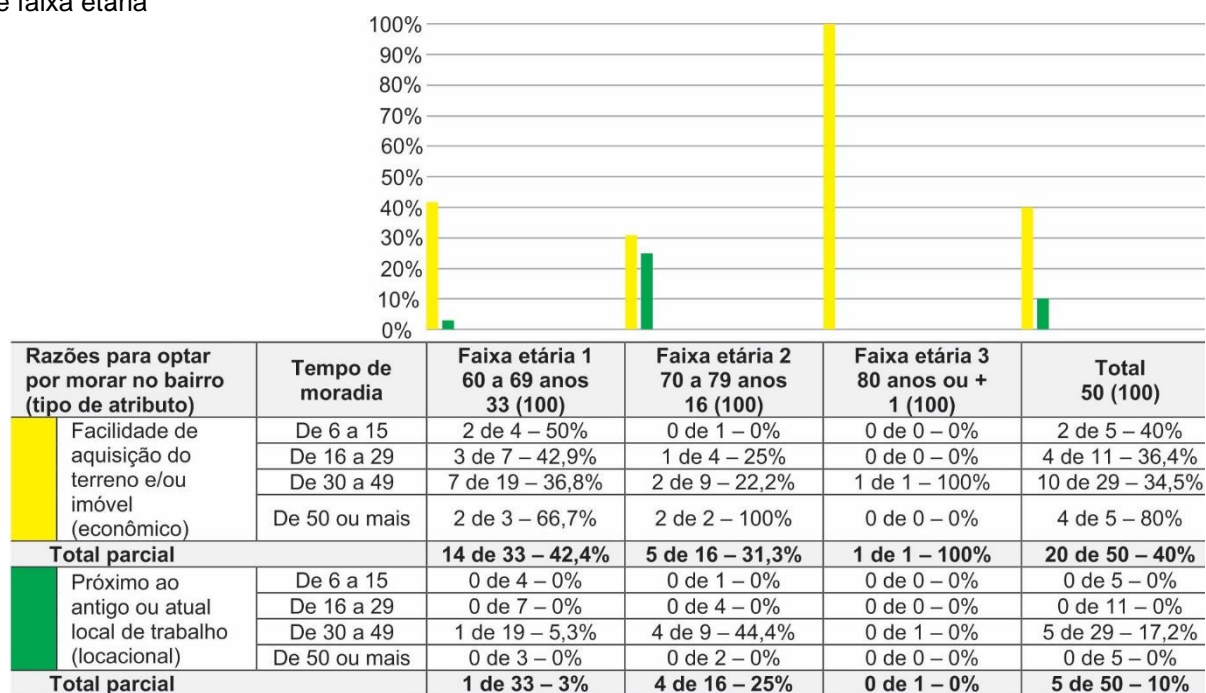 e faixa etária
100%
90%
80%
70%
60%
50%
40%
30%
20%
10%
0%
Razões para optar por morar no bairro (tipo de atributo) Tempo de moradia Faixa etária 1 60 a 69 anos 33 (100) Faixa etária 2 70 a 79 anos 16 (100) Faixa etária 3 80 anos ou + 1 (100) Total 50 (100)
Facilidade de aquisição do terreno e/ou imóvel (econômico)
De 6 a 15 2 de 4 – 50% 0 de 1 – 0% 0 de 0 – 0% 2 de 5 – 40%
De 16 a 29 3 de 7 – 42,9% 1 de 4 – 25% 0 de 0 – 0% 4 de 11 – 36,4%
De 30 a 49 7 de 19 – 36,8% 2 de 9 – 22,2% 1 de 1 – 100% 10 de 29 – 34,5%
De 50 ou mais 2 de 3 – 66,7% 2 de 2 – 100% 0 de 0 – 0% 4 de 5 – 80%
Total parcial 14 de 33 – 42,4% 5 de 16 – 31,3% 1 de 1 – 100% 20 de 50 – 40%
Próximo ao antigo ou atual local de trabalho (locacional)
De 6 a 15 0 de 4 – 0% 0 de 1 – 0% 0 de 0 – 0% 0 de 5 – 0%
De 16 a 29 0 de 7 – 0% 0 de 4 – 0% 0 de 0 – 0% 0 de 11 – 0%
De 30 a 49 1 de 19 – 5,3% 4 de 9 – 44,4% 0 de 1 – 0% 5 de 29 – 17,2%
De 50 ou mais 0 de 3 – 0% 0 de 2 – 0% 0 de 0 – 0% 0 de 5 – 0%
Total parcial 1 de 33 – 3% 4 de 16 – 25% 0 de 1 – 0% 5 de 50 – 10%